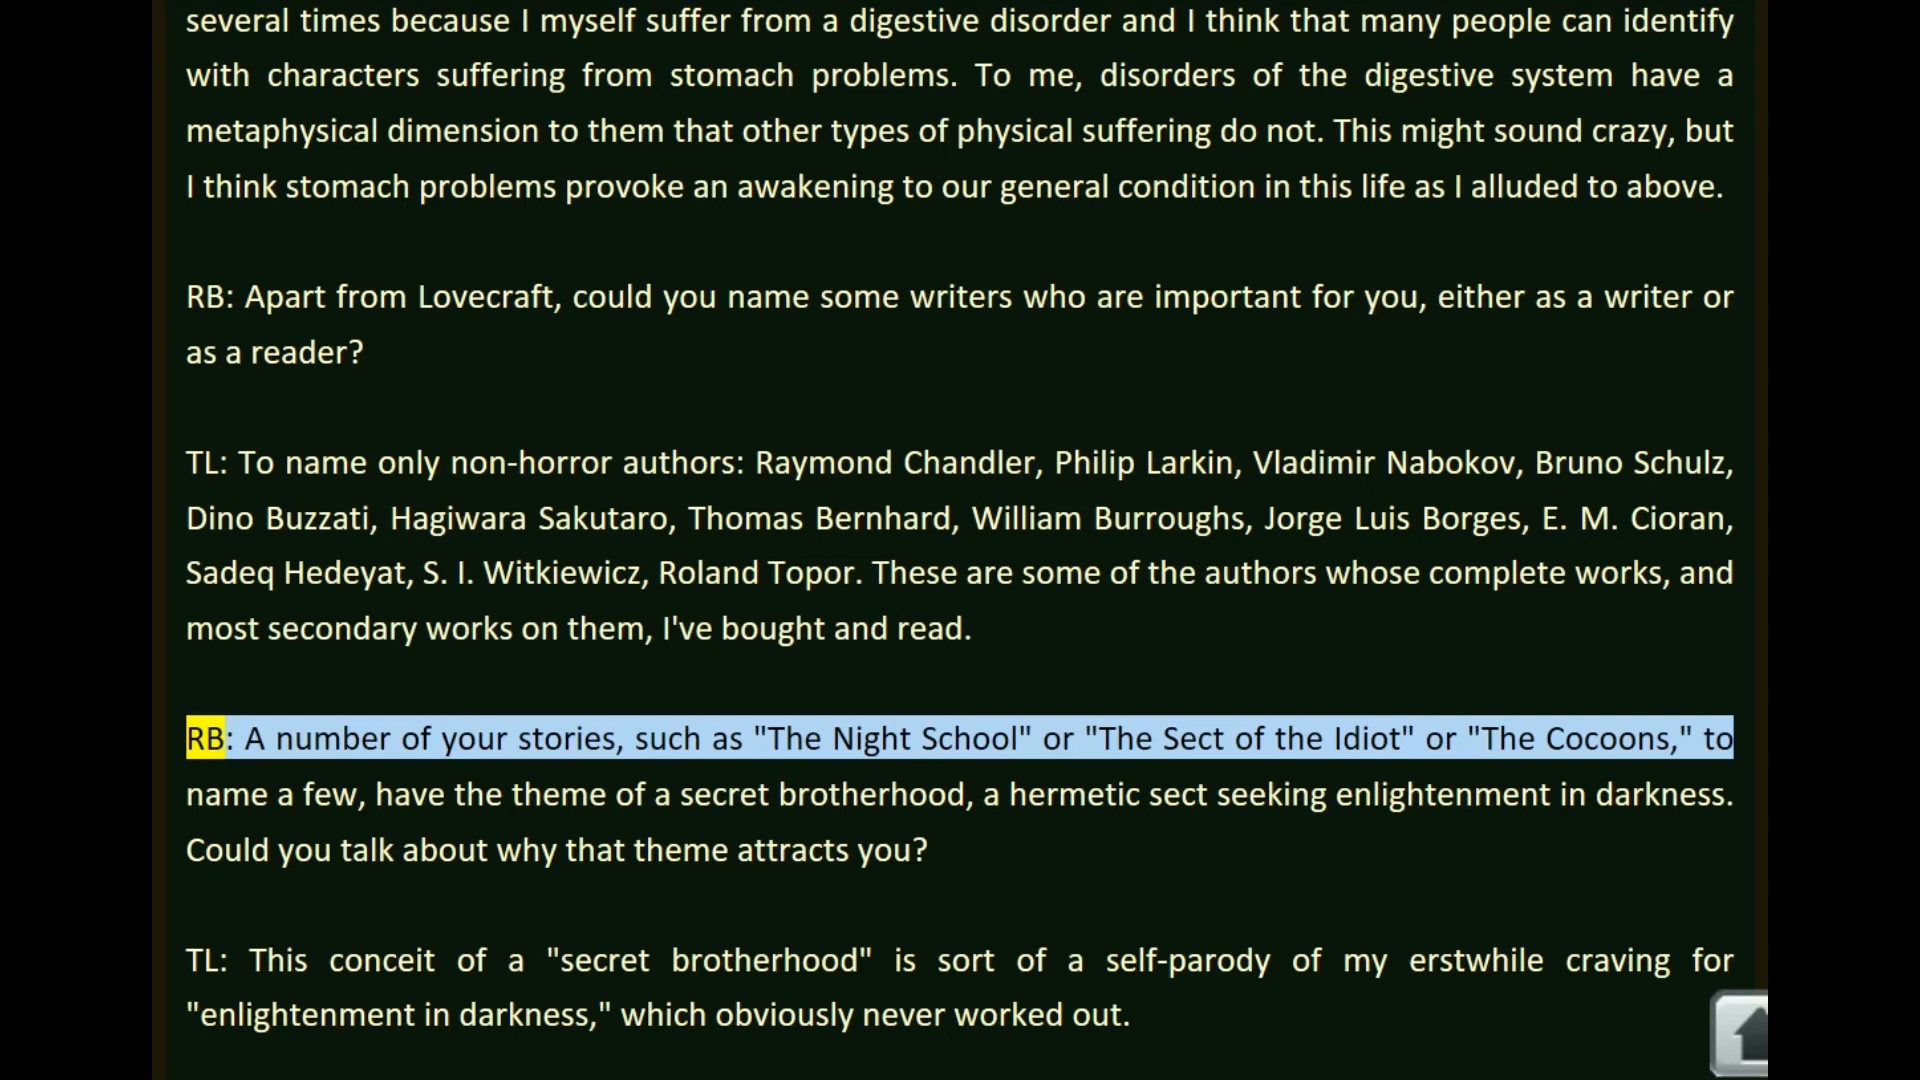 several times because I myself suffer from a digestive disorder and I think that many people can identify
with characters suffering from stomach problems. To me, disorders of the digestive system have a
metaphysical dimension to them that other types of physical suffering do not. This might sound crazy, but
I think stomach problems provoke an awakening to our general condition in this life as I alluded to above.
RB: Apart from Lovecraft, could you name some writers who are important for you, either as a writer or
as a reader?
TL: To name only non-horror authors: Raymond Chandler, Philip Larkin, Vladimir Nabokov, Bruno Schulz,
Dino Buzzati, Hagiwara Sakutaro, Thomas Bernhard, William Burroughs, Jorge Luis Borges, E. M. Cioran,
Sadeq Hedeyat, S. I. Witkiewicz, Roland Topor. These are some of the authors whose complete works, and
most secondary works on them, I've bought and read.
RB: A number of your stories, such as "The Night School" or "The Sect of the Idiot" or "The Cocoons," to
name a few, have the theme of a secret brotherhood, a hermetic sect seeking enlightenment in darkness.
Could you talk about why that theme attracts you?
TL: This conceit of a "secret brotherhood" is sort of a self-parody of my erstwhile craving for
"enlightenment in darkness," which obviously never worked out.